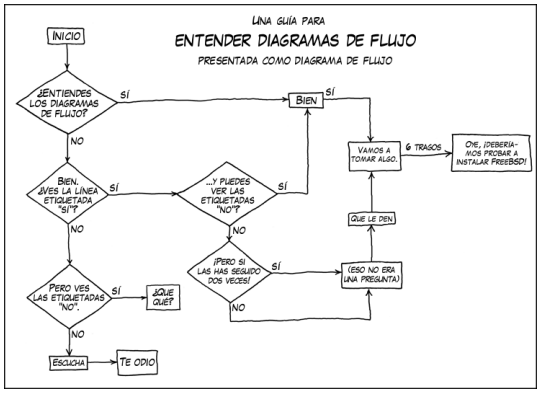 UNA GUÍA PARA
ENTENDER DIAGRAMAS DE FLUJO
PRESENTADA COMO DIAGRAMA DE FLUJO
INICIO
¿ENTIENDES
LOS DIAGRAMAS
DE FLUJO?
SÍ
BIEN
SÍ
NO
VAMOS A
TOMAR ALGO.
6 TRAGOS
OYE, ¡DEBERÍA-
MOS PROBAR A
INSTALAR FREEBSD!
BIEN.
¿VES LA LÍNEA
ETIQUETADA
"SÍ"?
SÍ
...Y PUEDES
VER LAS
ETIQUETADAS
"NO"?
SÍ
NO
NO
QUE LE DEN
¡PERO SI
LAS HAS SEGUIDO
DOS VECES!
SÍ
(ESO NO ERA
UNA PREGUNTA)
NO
PERO VES
LAS ETIQUETADAS
"NO".
SÍ
¿QUE
QUÉ?
NO
ESCUCHA
TE ODIO